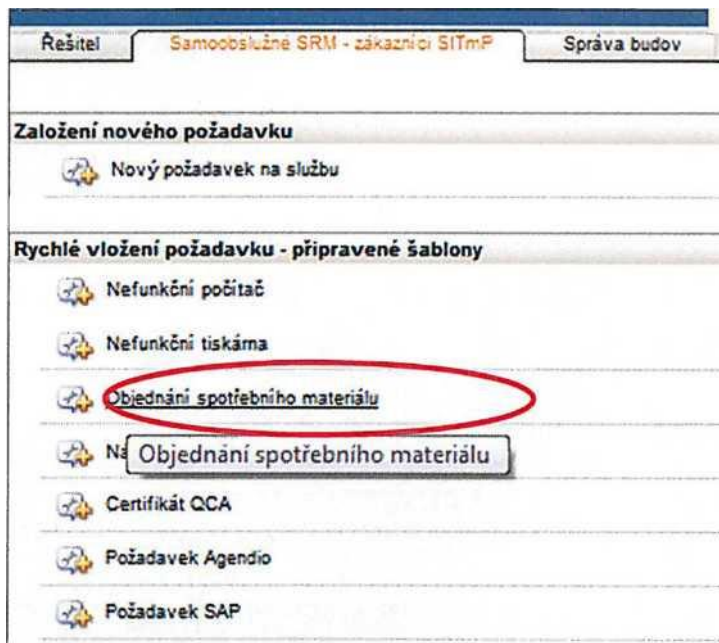 Řešitel
Samoobslužné SRM - zákazníci SITmP
Správa budov
Založení nového požadavku
Nový požadavek na službu
Rychlé vložení požadavku - připravené šablony
Nefunkční počítač
Nefunkční tiskárna
Objednání spotřebního materiálu
Objednání spotřebního materiálu
Certifikát QCA
Požadavek Agendio
Požadavek SAP